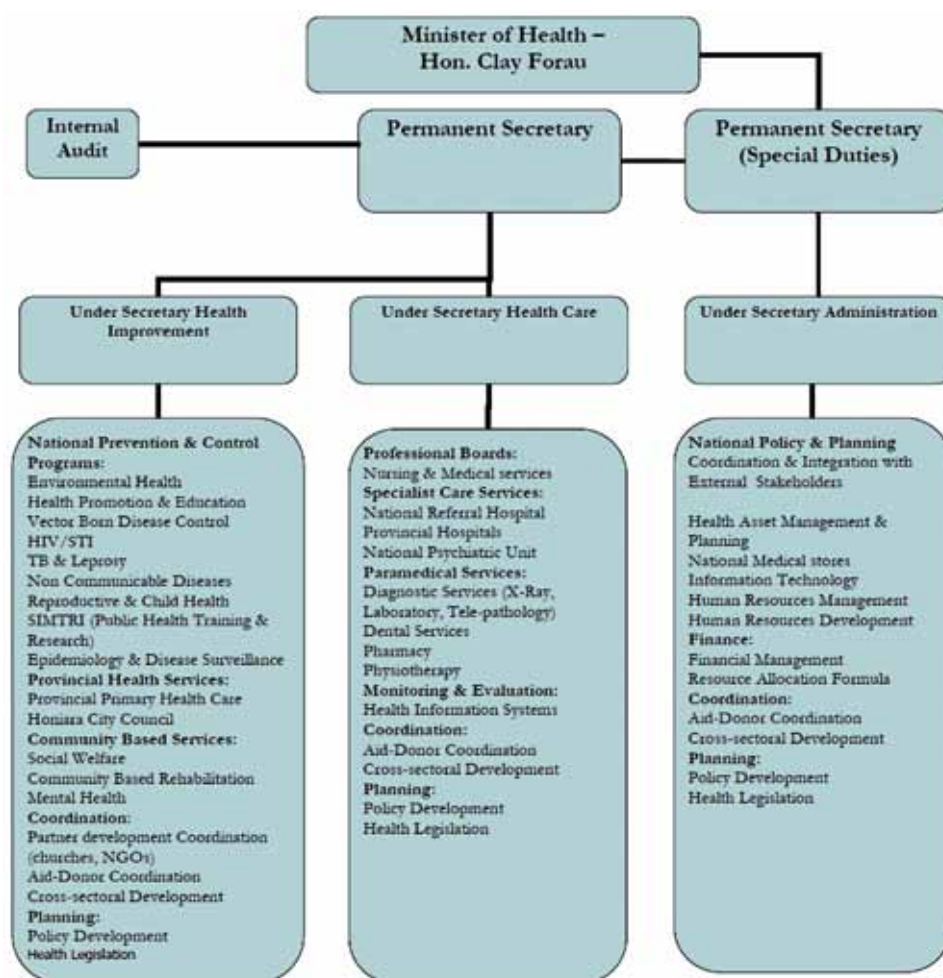 Minister of Health –
Hon. Clay Forau
Internal
Audit
Permanent Secretary
Permanent Secretary
(Special Duties)
Under Secretary Health
Improvement
Under Secretary Health Care
Under Secretary Administration
National Prevention & Control
Programs:
Environmental Health
Health Promotion & Education
Vector Born Disease Control
HIV/STI
TB & Leprosy
Non Communicable Diseases
Reproductive & Child Health
SIMTRI (Public Health Training &
Research)
Epidemiology & Disease Surveillance
Provincial Health Services:
Provincial Primary Health Care
Honiara City Council
Community Based Services:
Social Welfare
Community Based Rehabilitation
Mental Health
Coordination:
Partner development Coordination
(churches, NGOs)
Aid-Donor Coordination
Cross-sectoral Development
Planning:
Policy Development
Health Legislation
Professional Boards:
Nursing & Medical services
Specialist Care Services:
National Referral Hospital
Provincial Hospitals
National Psychiatric Unit
Paramedical Services:
Diagnostic Services (X-Ray,
Laboratory, Tele-pathology)
Dental Services
Pharmacy
Physiotherapy
Monitoring & Evaluation:
Health Information Systems
Coordination:
Aid-Donor Coordination
Cross-sectoral Development
Planning:
Policy Development
Health Legislation
National Policy & Planning
Coordination & Integration with
External Stakeholders
Health Asset Management &
Planning
National Medical stores
Information Technology
Human Resources Management
Human Resources Development
Finance:
Financial Management
Resource Allocation Formula
Coordination:
Aid-Donor Coordination
Cross-sectoral Development
Planning:
Policy Development
Health Legislation